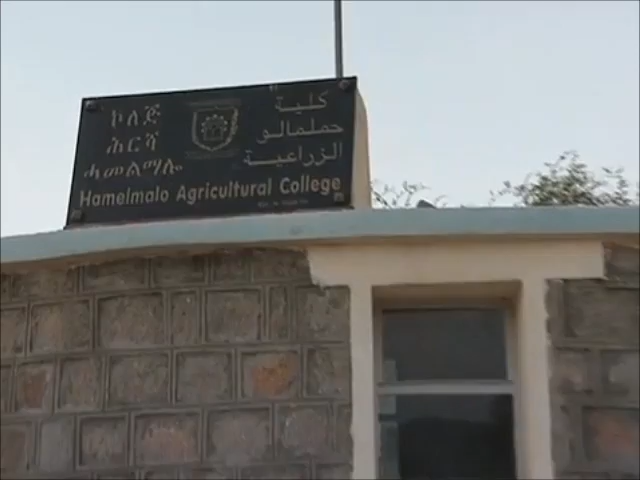 ኮለጅ
ሕርሻ
ሓመልማሎ
كلية
حملمالو
الزراعية
Hamelmalo Agricultural College